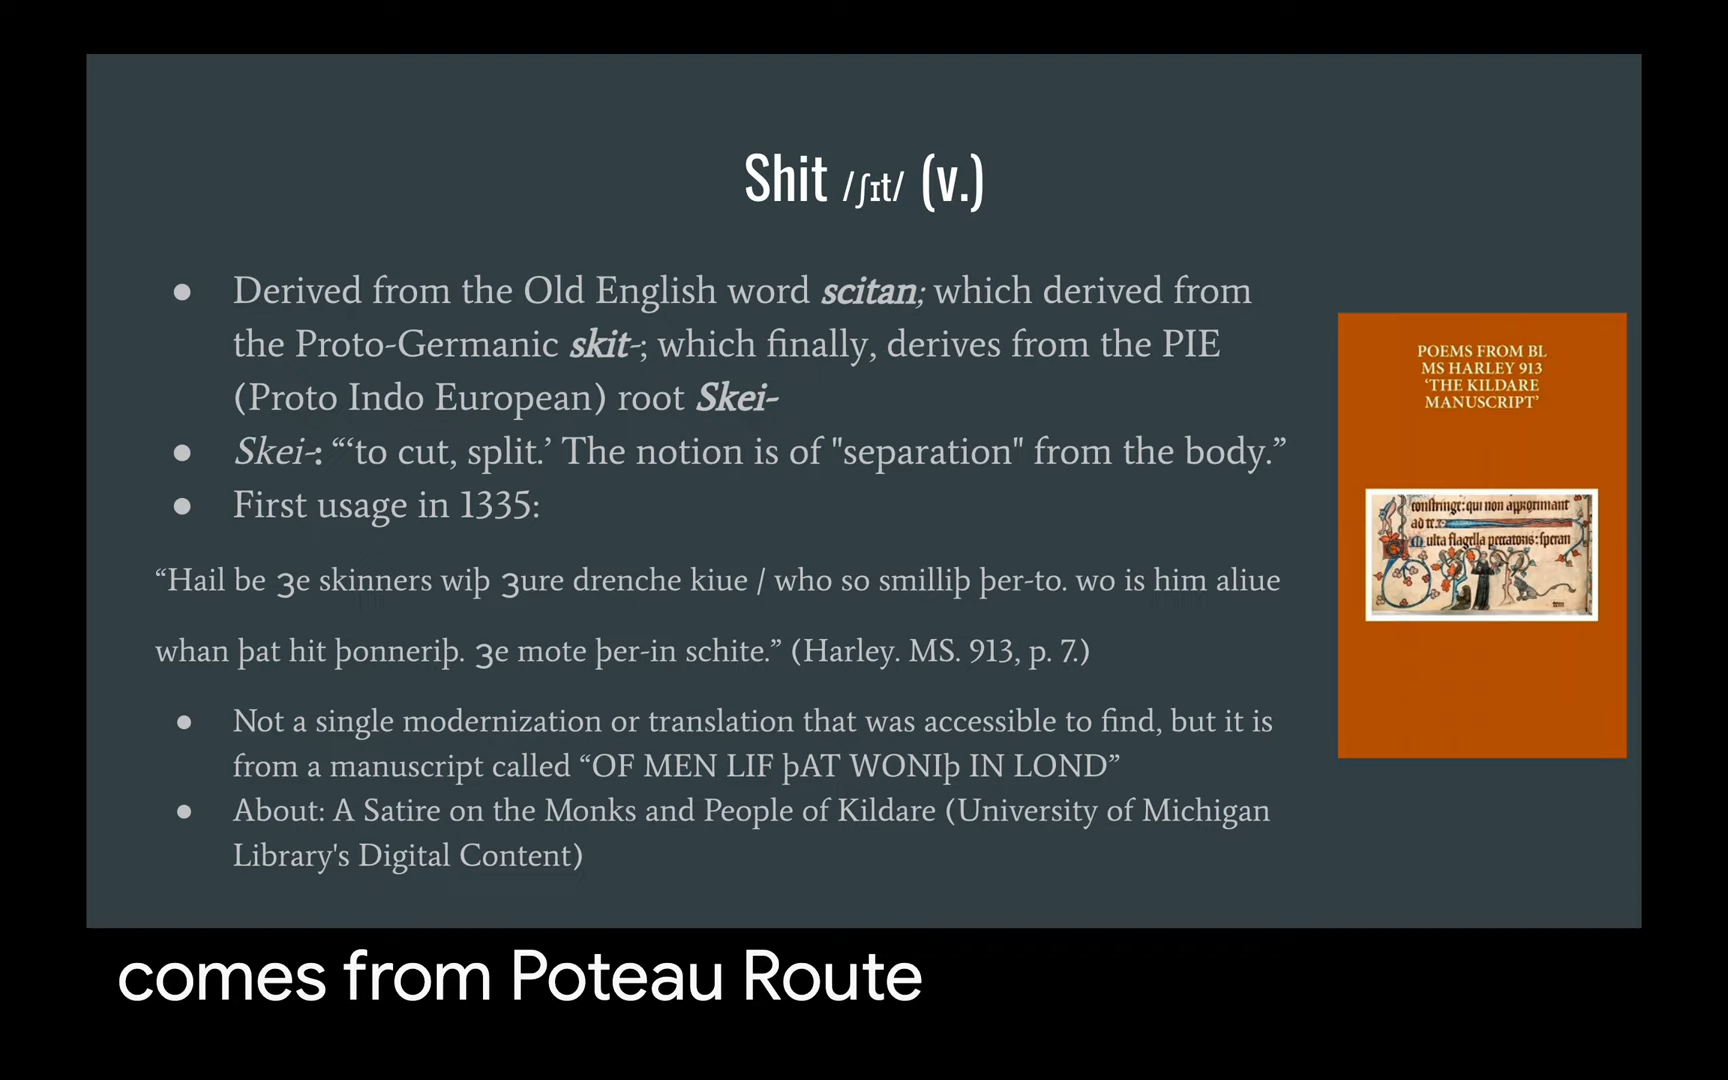 Shit /ʃɪt/ (v.)
● Derived from the Old English word scitan; which derived from
the Proto-Germanic skit-; which finally, derives from the PIE
(Proto Indo European) root Skei-
● Skei-: “‘to cut, split.’ The notion is of "separation" from the body.”
● First usage in 1335:
“Hail be ȝe skinners wiþ ȝure drenche kiue / who so smilliþ þer-to. wo is him aliue
whan þat hit þonneriþ. ȝe mote þer-in schite.” (Harley. MS. 913, p. 7.)
● Not a single modernization or translation that was accessible to find, but it is
from a manuscript called “OF MEN LIF þAT WONIþ IN LOND”
● About: A Satire on the Monks and People of Kildare (University of Michigan
Library's Digital Content)
POEMS FROM BL
MS HARLEY 913
‘THE KILDARE
MANUSCRIPT’
constringe: qui non approximant
ad te
ulta flagella peccatoris: speran
comes from Poteau Route